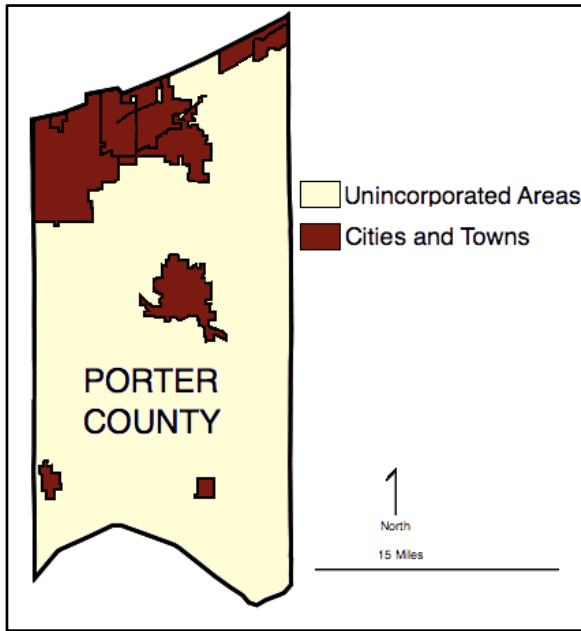 Unincorporated Areas
Cities and Towns
PORTER
COUNTY
North
15 Miles